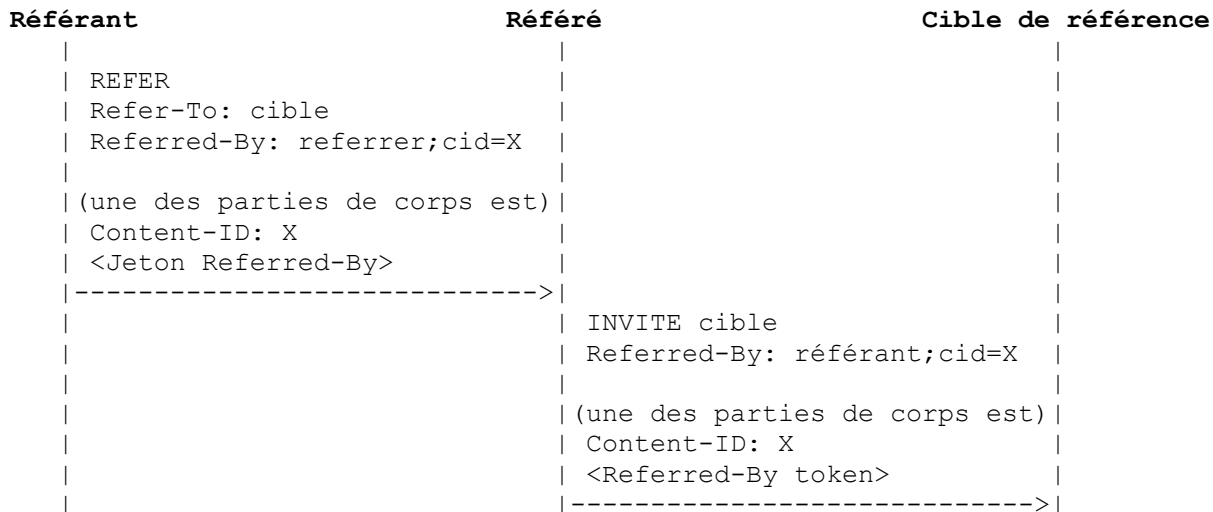 Référant Référé Cible de référence
| | |
| REFER | |
| Refer-To: cible | |
| Referred-By: referrer;cid=X | |
| | |
|(une des parties de corps est)| |
| Content-ID: X | |
| <Jeton Referred-By> | |
|----------------------------->| |
| | INVITE cible |
| | Referred-By: référant;cid=X |
| | |
| |(une des parties de corps est)|
| | Content-ID: X |
| | <Referred-By token> |
| |----------------------------->|